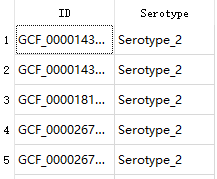 ID Serotype
1 GCF_0000143... Serotype_2
2 GCF_0000143... Serotype_2
3 GCF_0000181... Serotype_2
4 GCF_0000267... Serotype_2
5 GCF_0000267... Serotype_2